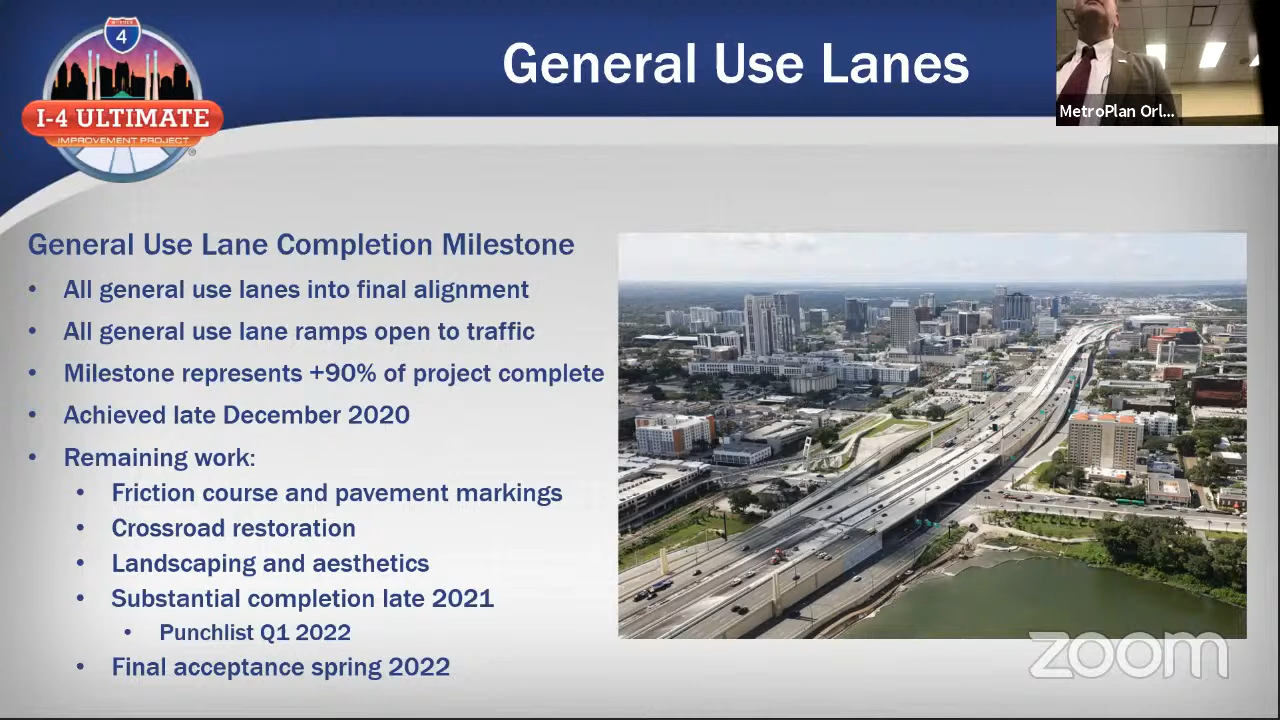 4
I-4 ULTIMATE
IMPROVEMENT PROJECT
®
General Use Lanes
MetroPlan Orl...
General Use Lane Completion Milestone
• All general use lanes into final alignment
• All general use lane ramps open to traffic
• Milestone represents +90% of project complete
• Achieved late December 2020
• Remaining work:
• Friction course and pavement markings
• Crossroad restoration
• Landscaping and aesthetics
• Substantial completion late 2021
• Punchlist Q1 2022
• Final acceptance spring 2022
zoom